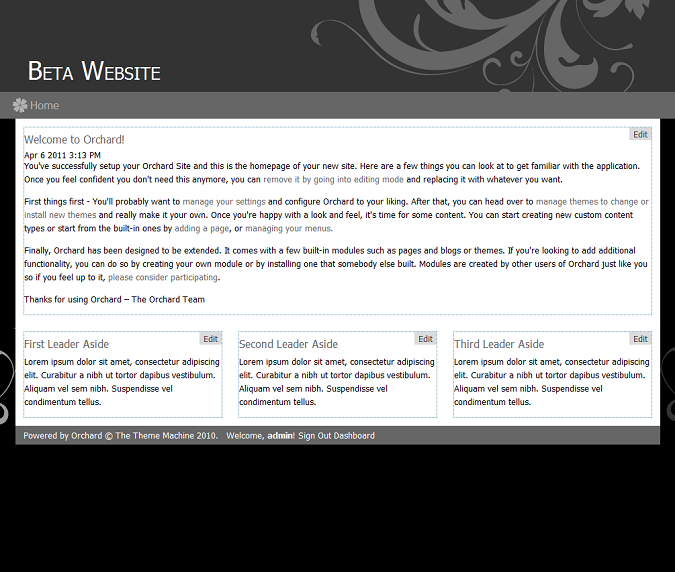 Beta Website
Home
Edit
Welcome to Orchard!
Apr 6 2011 3:13 PM
You've successfully setup your Orchard Site and this is the homepage of your new site. Here are a few things you can look at to get familiar with the application.
Once you feel confident you don't need this anymore, you can remove it by going into editing mode and replacing it with whatever you want.
First things first - You'll probably want to manage your settings and configure Orchard to your liking. After that, you can head over to manage themes to change or
install new themes and really make it your own. Once you're happy with a look and feel, it's time for some content. You can start creating new custom content
types or start from the built-in ones by adding a page, or managing your menus.
Finally, Orchard has been designed to be extended. It comes with a few built-in modules such as pages and blogs or themes. If you're looking to add additional
functionality, you can do so by creating your own module or by installing one that somebody else built. Modules are created by other users of Orchard just like you
so if you feel up to it, please consider participating.
Thanks for using Orchard – The Orchard Team
Edit
First Leader Aside
Lorem ipsum dolor sit amet, consectetur adipiscing
elit. Curabitur a nibh ut tortor dapibus vestibulum.
Aliquam vel sem nibh. Suspendisse vel
condimentum tellus.
Edit
Second Leader Aside
Lorem ipsum dolor sit amet, consectetur adipiscing
elit. Curabitur a nibh ut tortor dapibus vestibulum.
Aliquam vel sem nibh. Suspendisse vel
condimentum tellus.
Edit
Third Leader Aside
Lorem ipsum dolor sit amet, consectetur adipiscing
elit. Curabitur a nibh ut tortor dapibus vestibulum.
Aliquam vel sem nibh. Suspendisse vel
condimentum tellus.
Powered by Orchard © The Theme Machine 2010. Welcome, admin! Sign Out Dashboard